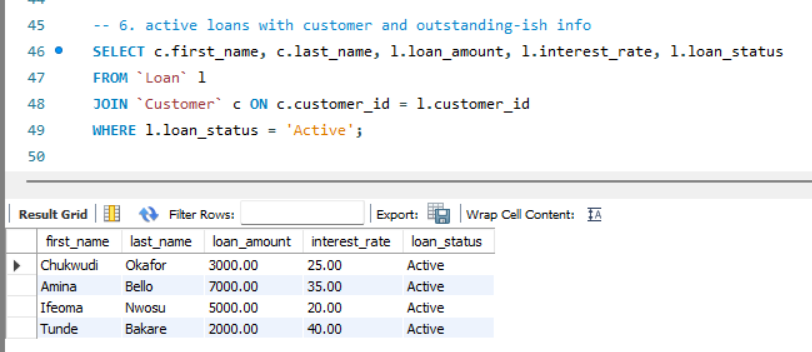 44
45 -- 6. active loans with customer and outstanding-ish info
46 SELECT c.first_name, c.last_name, l.loan_amount, l.interest_rate, l.loan_status
47 FROM `Loan` l
48 JOIN `Customer` c ON c.customer_id = l.customer_id
49 WHERE l.loan_status = 'Active';
50
Result Grid Filter Rows: Export: Wrap Cell Content:
first_name last_name loan_amount interest_rate loan_status
Chukwudi Okafor 3000.00 25.00 Active
Amina Bello 7000.00 35.00 Active
Ifeoma Nwosu 5000.00 20.00 Active
Tunde Bakare 2000.00 40.00 Active